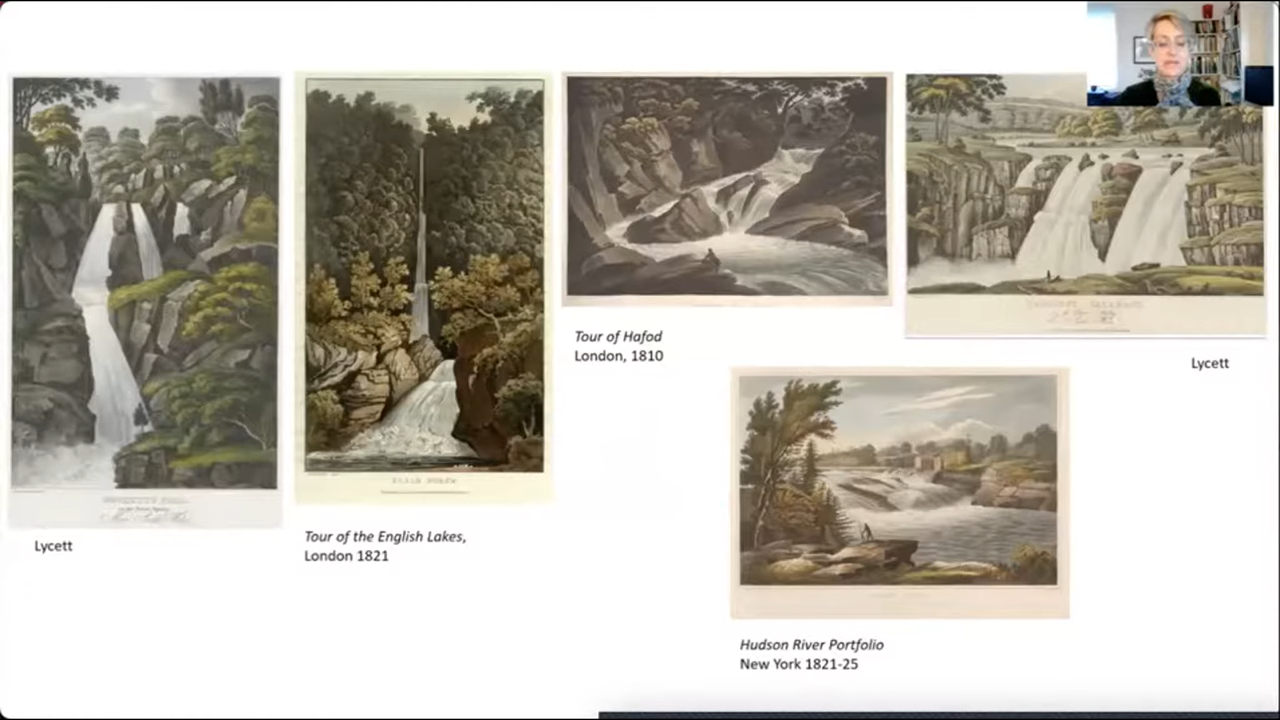 Lycett
Tour of the English Lakes,
London 1821
Tour of Hafod
London, 1810
Lycett
Hudson River Portfolio
New York 1821-25